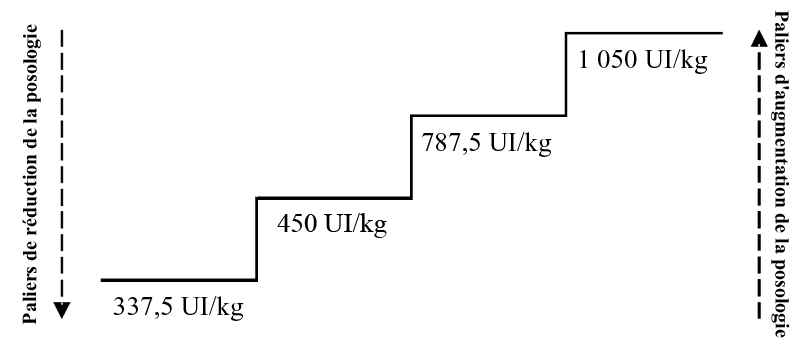 Paliers de réduction de la posologie
1 050 UI/kg
787,5 UI/kg
450 UI/kg
337,5 UI/kg
Paliers d'augmentation de la posologie